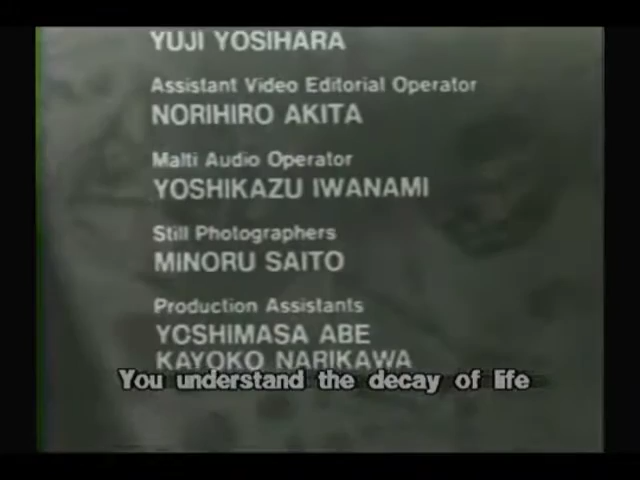 YUJI YOSIHARA
Assistant Video Editorial Operator
NORIHIRO AKITA
Malti Audio Operator
YOSHIKAZU IWANAMI
Still Photographers
MINORU SAITO
Production Assistants
YOSHIMASA ABE
KAYOKO NARIKAWA
You understand the decay of life